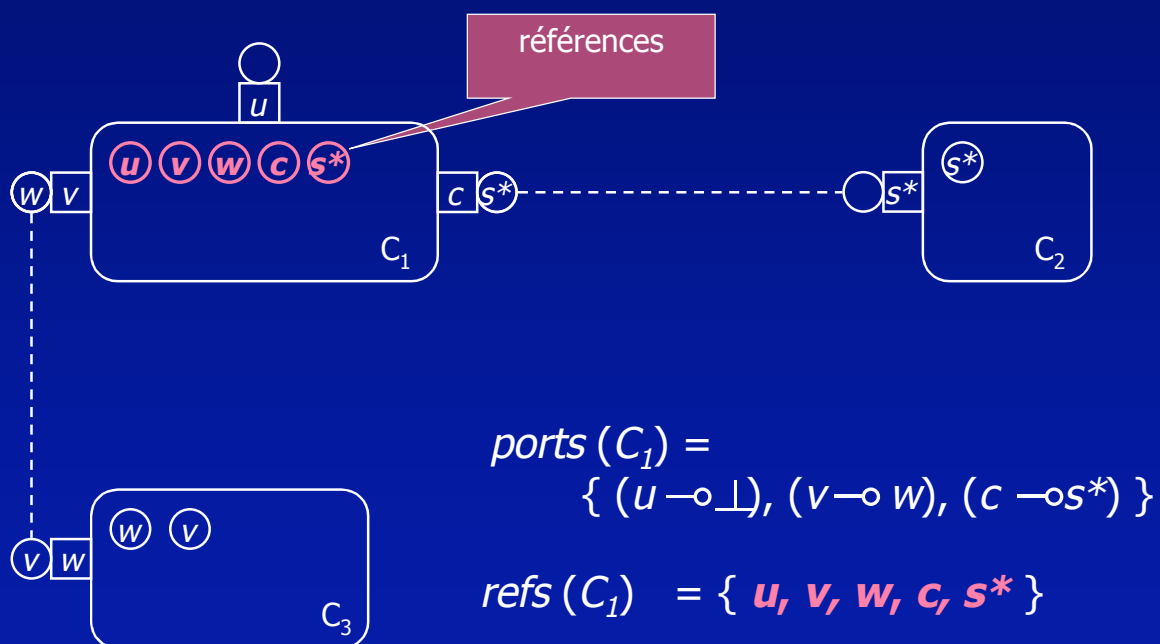 références
u
u v w c s*
w v
c s*
s*
s*
C₁
C₂
ports (C₁) =
{ (u ⊸ ⊥), (v ⊸ w), (c ⊸ s*) }
w v
v w
refs (C₁) = { u, v, w, c, s* }
C₃